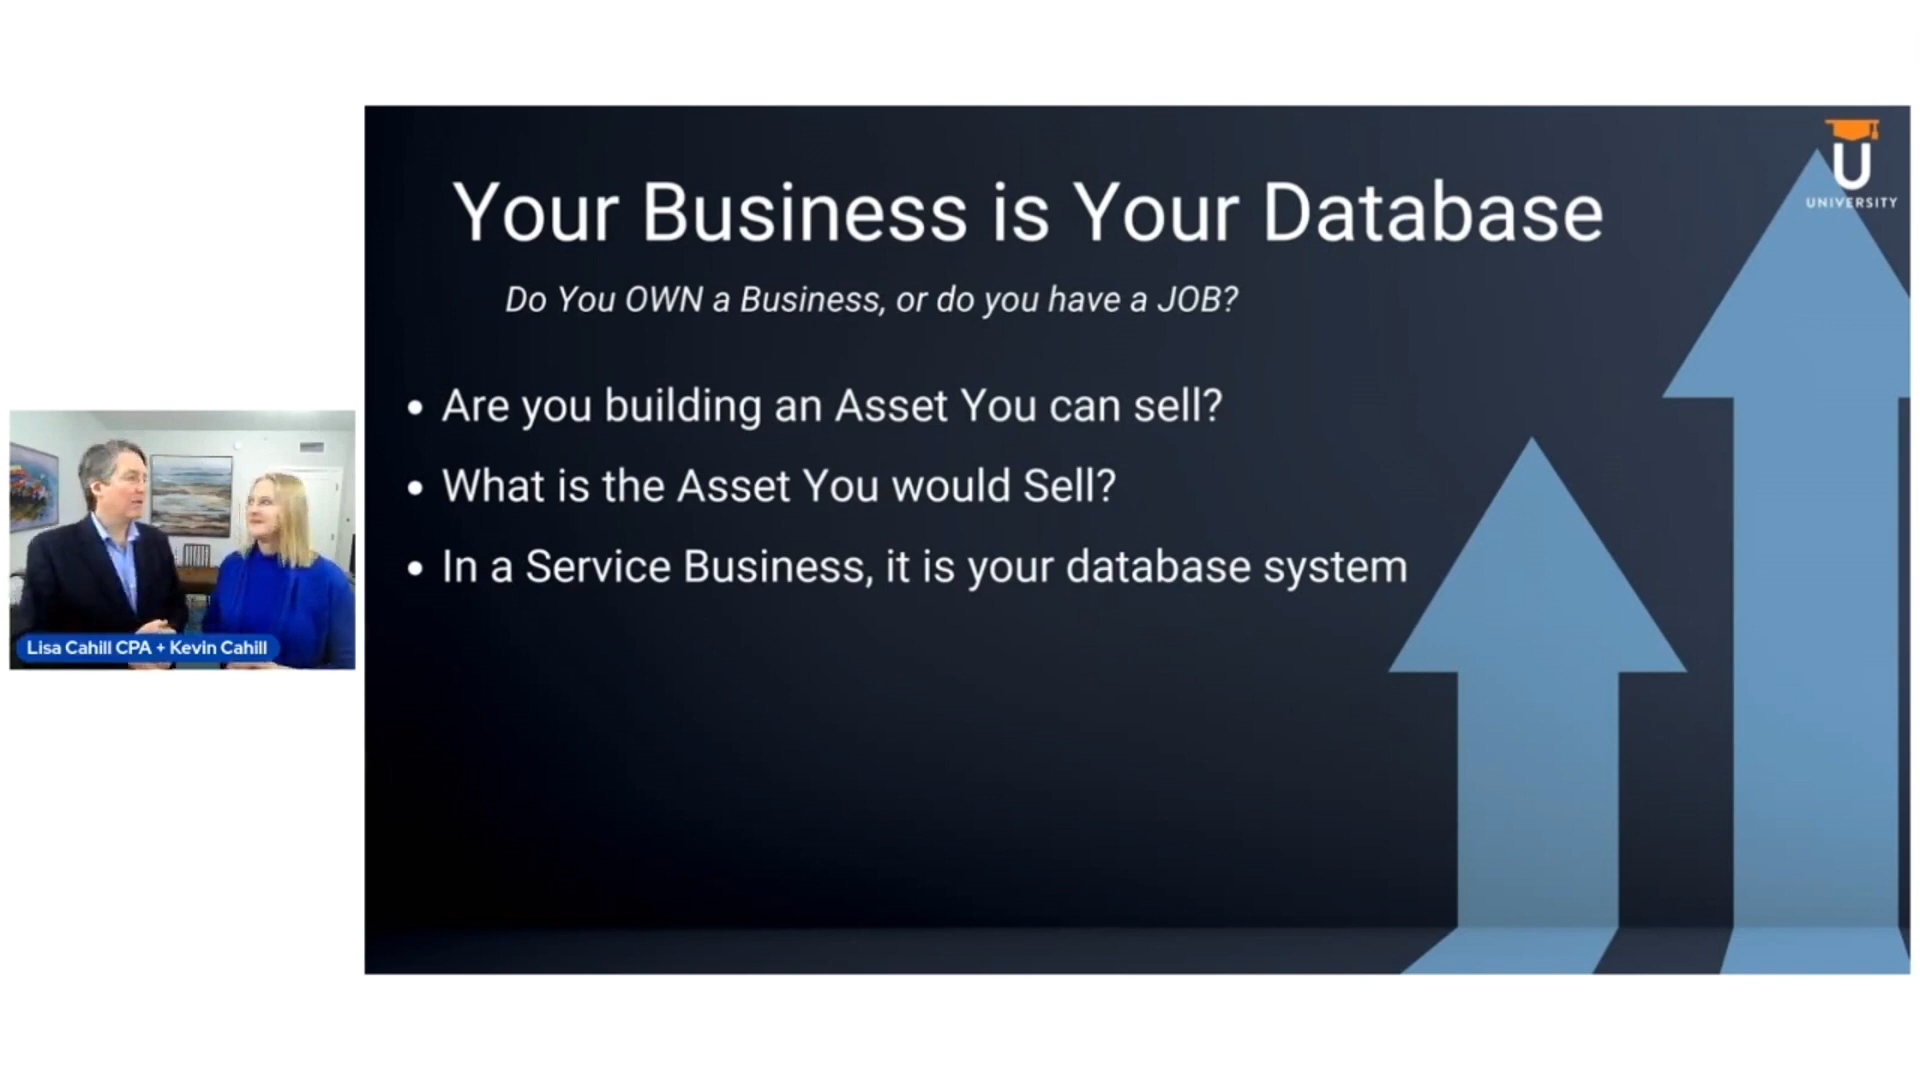 Your Business is Your Database
Do You OWN a Business, or do you have a JOB?
• Are you building an Asset You can sell?
• What is the Asset You would Sell?
• In a Service Business, it is your database system
U
UNIVERSITY
Lisa Cahill CPA + Kevin Cahill